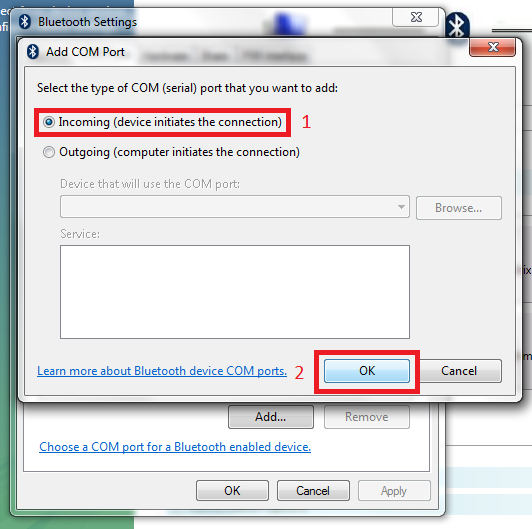 Bluetooth Settings
Add COM Port
Select the type of COM (serial) port that you want to add:
Incoming (device initiates the connection) 1
Outgoing (computer initiates the connection)
Device that will use the COM port:
Browse...
Service:
Learn more about Bluetooth device COM ports. 2 OK Cancel
Add... Remove
Choose a COM port for a Bluetooth enabled device.
OK Cancel Apply